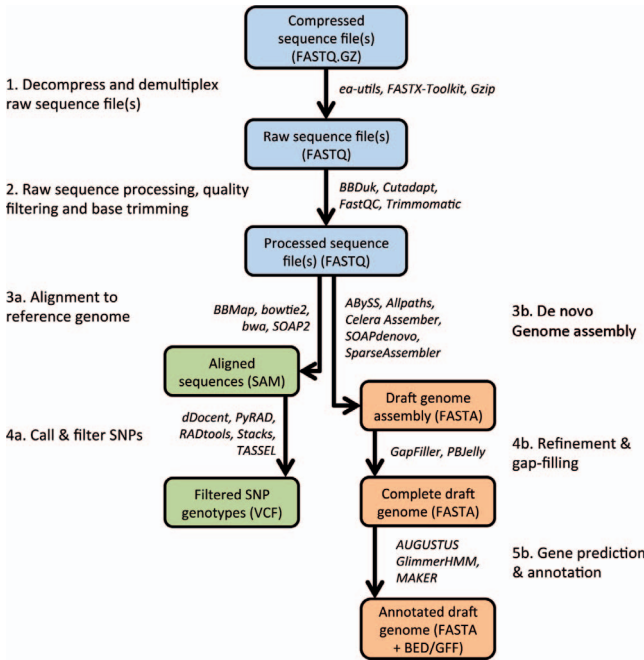 Compressed
sequence file(s)
(FASTQ.GZ)
1. Decompress and demultiplex
raw sequence file(s)
ea-utils, FASTX-Toolkit, Gzip
Raw sequence file(s)
(FASTQ)
2. Raw sequence processing, quality
filtering and base trimming
BBDuk, Cutadapt,
FastQC, Trimmomatic
Processed sequence
file(s) (FASTQ)
3a. Alignment to
reference genome
BBMap, bowtie2,
bwa, SOAP2
ABySS, Allpaths,
Celera Assember,
SOAPdenovo,
SparseAssembler
3b. De novo
Genome assembly
Aligned
sequences (SAM)
Draft genome
assembly (FASTA)
4a. Call & filter SNPs
dDocent, PyRAD,
RADtools, Stacks,
TASSEL
GapFiller, PBJelly
4b. Refinement &
gap-filling
Filtered SNP
genotypes (VCF)
Complete draft
genome (FASTA)
AUGUSTUS
GlimmerHMM,
MAKER
5b. Gene prediction
& annotation
Annotated draft
genome (FASTA
+ BED/GFF)